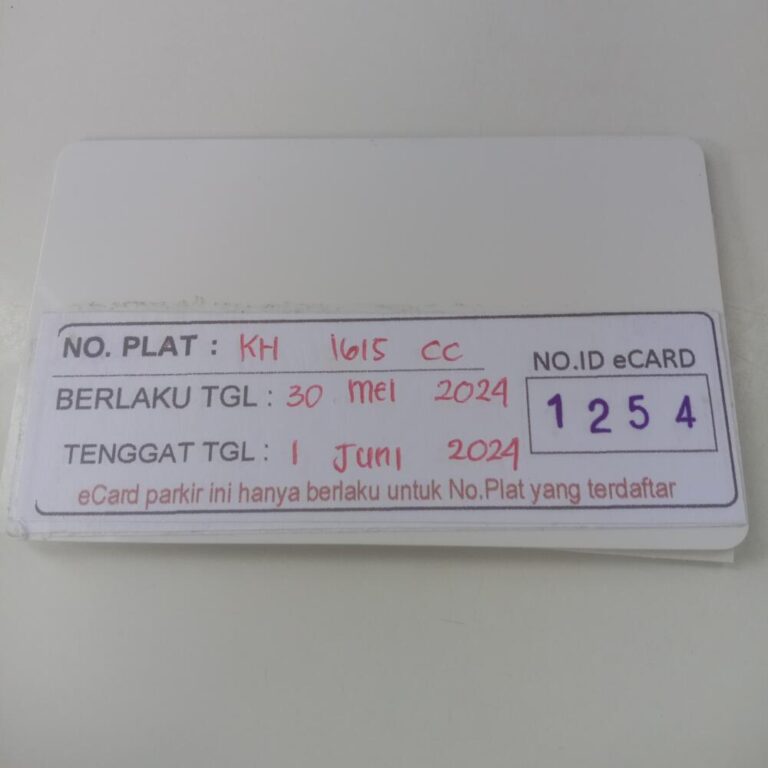 NO. PLAT : KH 1615 CC
NO.ID eCARD
BERLAKU TGL : 30 Mei 2024
1254
TENGGAT TGL : 1 Juni 2024
eCard parkir ini hanya berlaku untuk No.Plat yang terdaftar